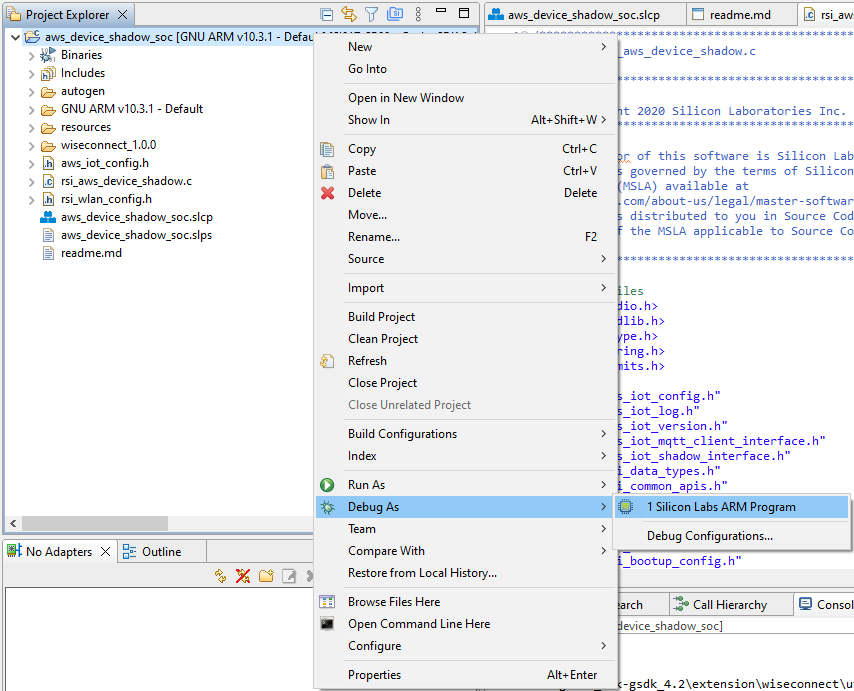 Project Explorer
aws_device_shadow_soc.slcp
readme.md
rsi_aws
aws_device_shadow_soc [GNU ARM v10.3.1 - Default
Binaries
Includes
autogen
GNU ARM v10.3.1 - Default
resources
wiseconnect_1.0.0
aws_iot_config.h
rsi_aws_device_shadow.c
rsi_wlan_config.h
aws_device_shadow_soc.slcp
aws_device_shadow_soc.slps
readme.md
No Adapters
Outline
New
Go Into
Open in New Window
Show In Alt+Shift+W
Copy Ctrl+C
Paste Ctrl+V
Delete Delete
Move...
Rename... F2
Source
Import
Build Project
Clean Project
Refresh
Close Project
Close Unrelated Project
Build Configurations
Index
Run As
Debug As
Team
Compare With
Restore from Local History...
Browse Files Here
Open Command Line Here
Configure
Properties Alt+Enter
1 Silicon Labs ARM Program
Debug Configurations...
_aws_device_shadow.c
************************************
nt 2020 Silicon Laboratories Inc.
************************************
or of this software is Silicon Lab
s governed by the terms of Silicon
(MSLA) available at
.com/about-us/legal/master-softwar
s distributed to you in Source Cod
f the MSLA applicable to Source Co
************************************
iles
dio.h>
dlib.h>
ype.h>
ring.h>
mits.h>
s_iot_config.h"
s_iot_log.h"
s_iot_version.h"
s_iot_mqtt_client_interface.h"
s_iot_shadow_interface.h"
i_data_types.h"
i_common_apis.h"
i_bootup_config.h"
earch
Call Hierarchy
Consol
device_shadow_soc]
k-gsdk_4.2\extension\wiseconnect\u